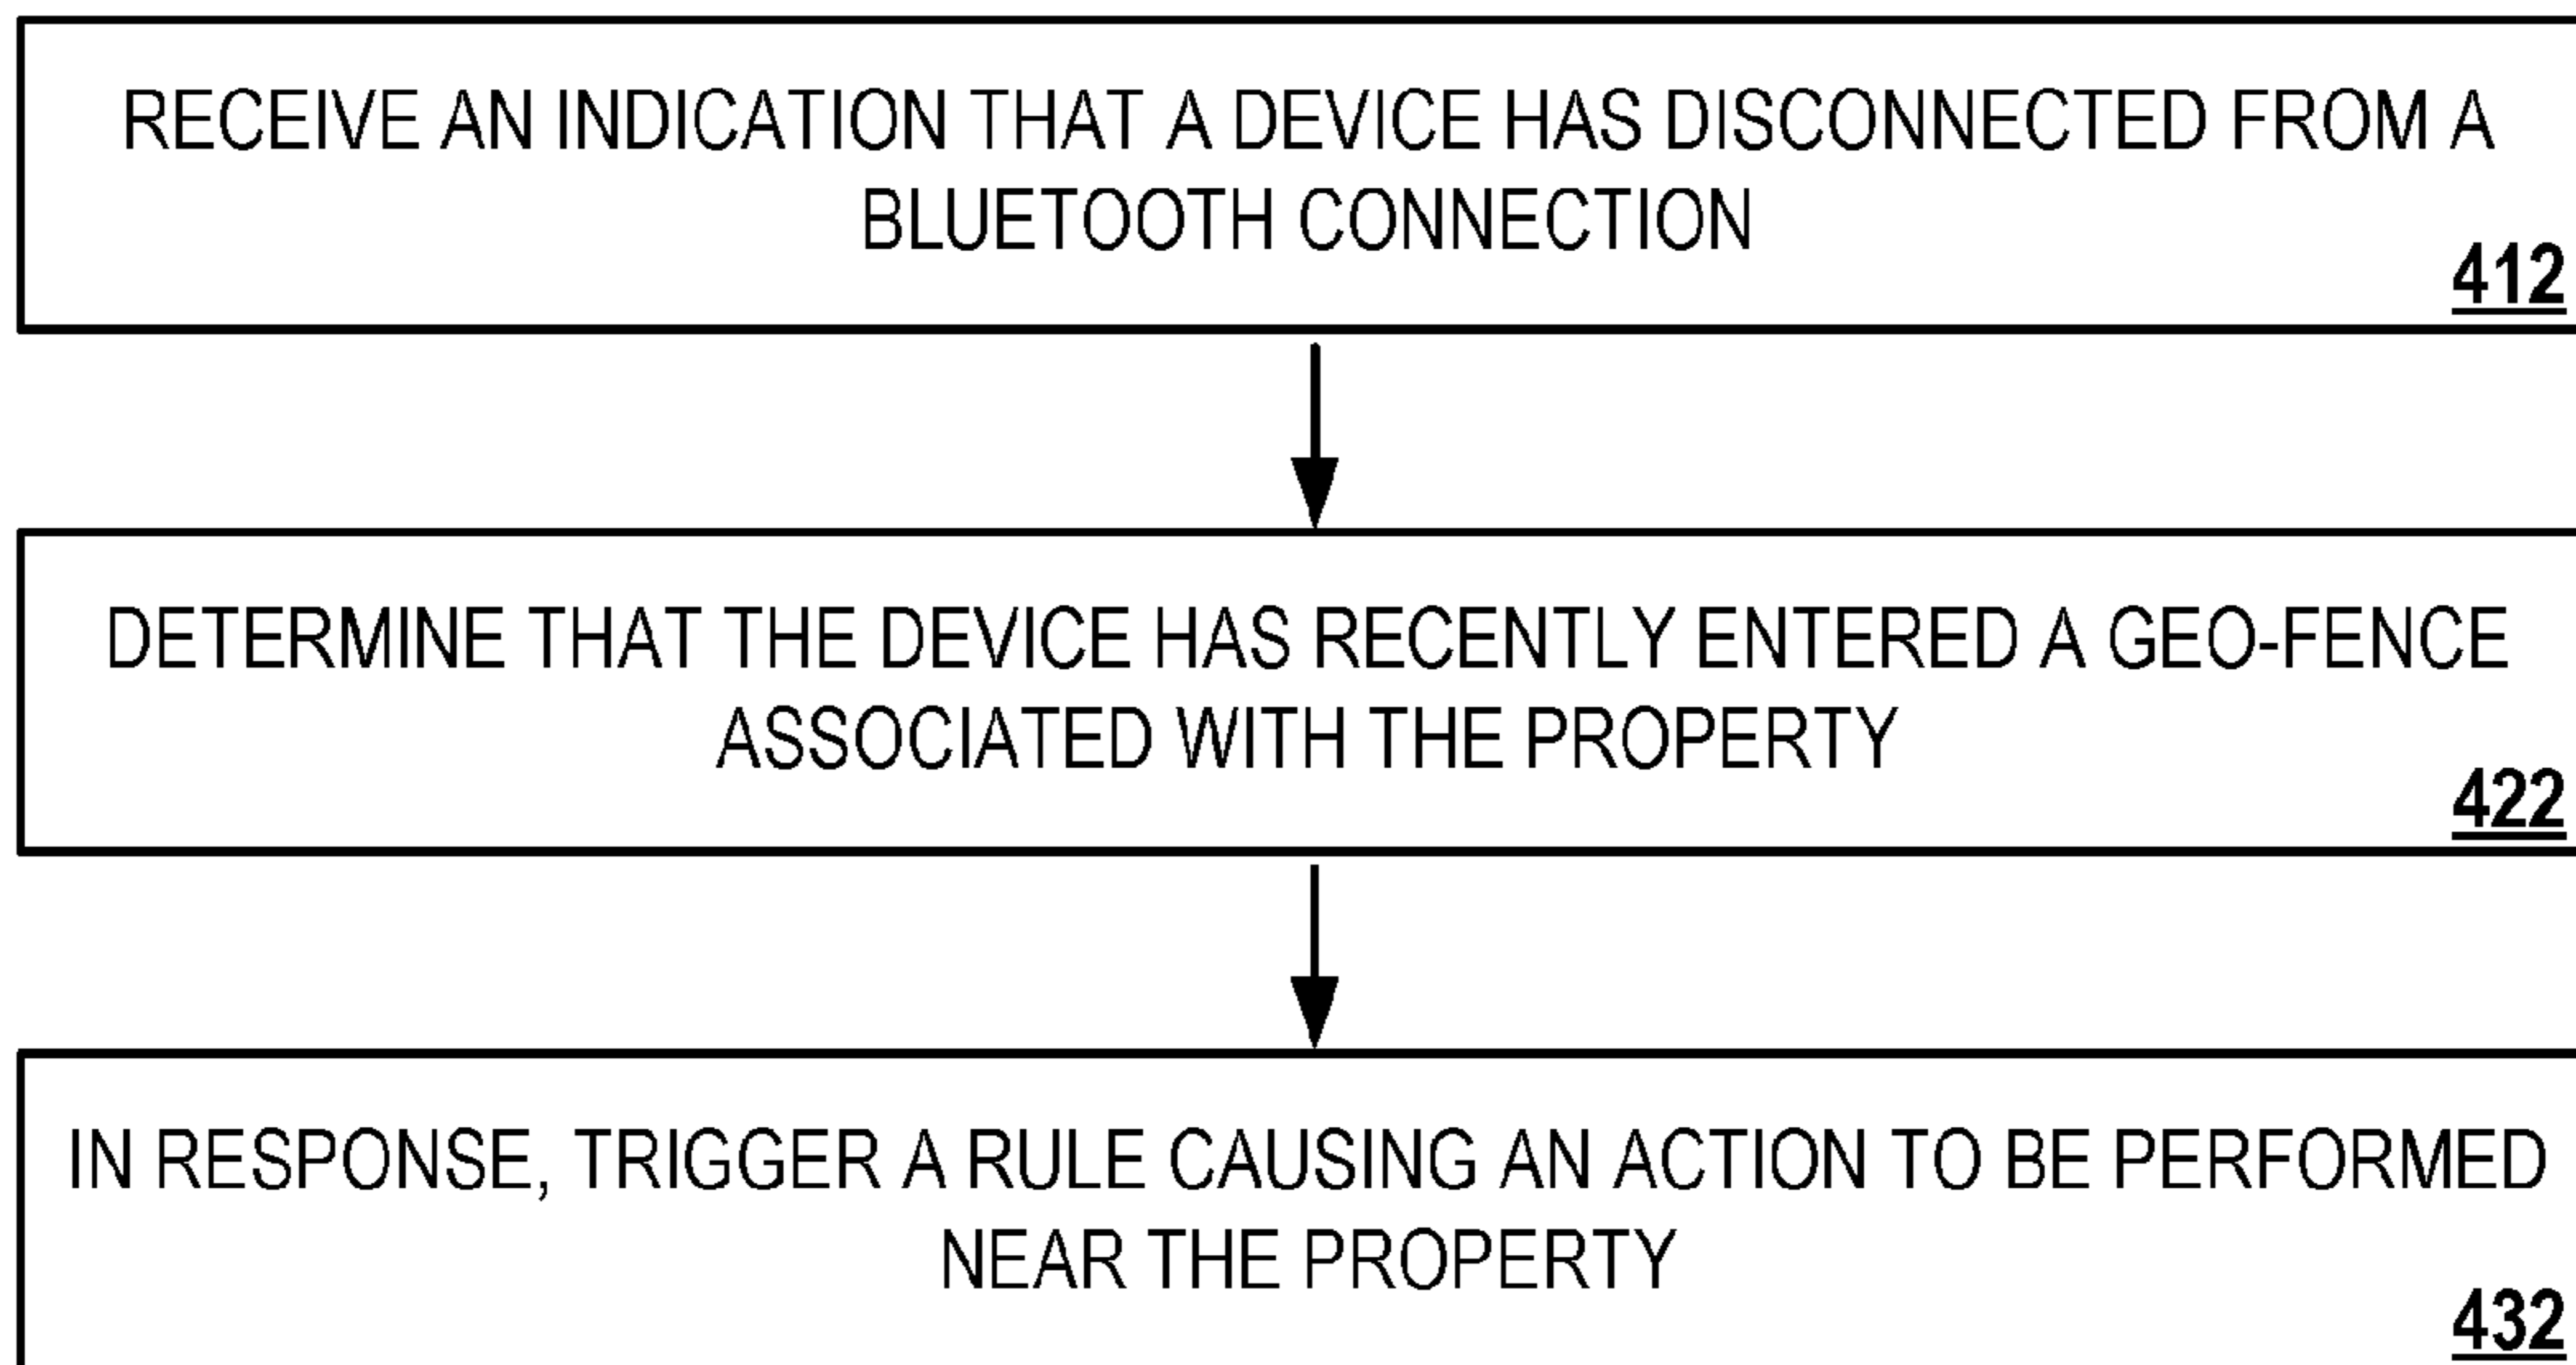 RECEIVE AN INDICATION THAT A DEVICE HAS DISCONNECTED FROM A
BLUETOOTH CONNECTION
412
DETERMINE THAT THE DEVICE HAS RECENTLY ENTERED A GEO-FENCE
ASSOCIATED WITH THE PROPERTY
422
IN RESPONSE, TRIGGER A RULE CAUSING AN ACTION TO BE PERFORMED
NEAR THE PROPERTY
432